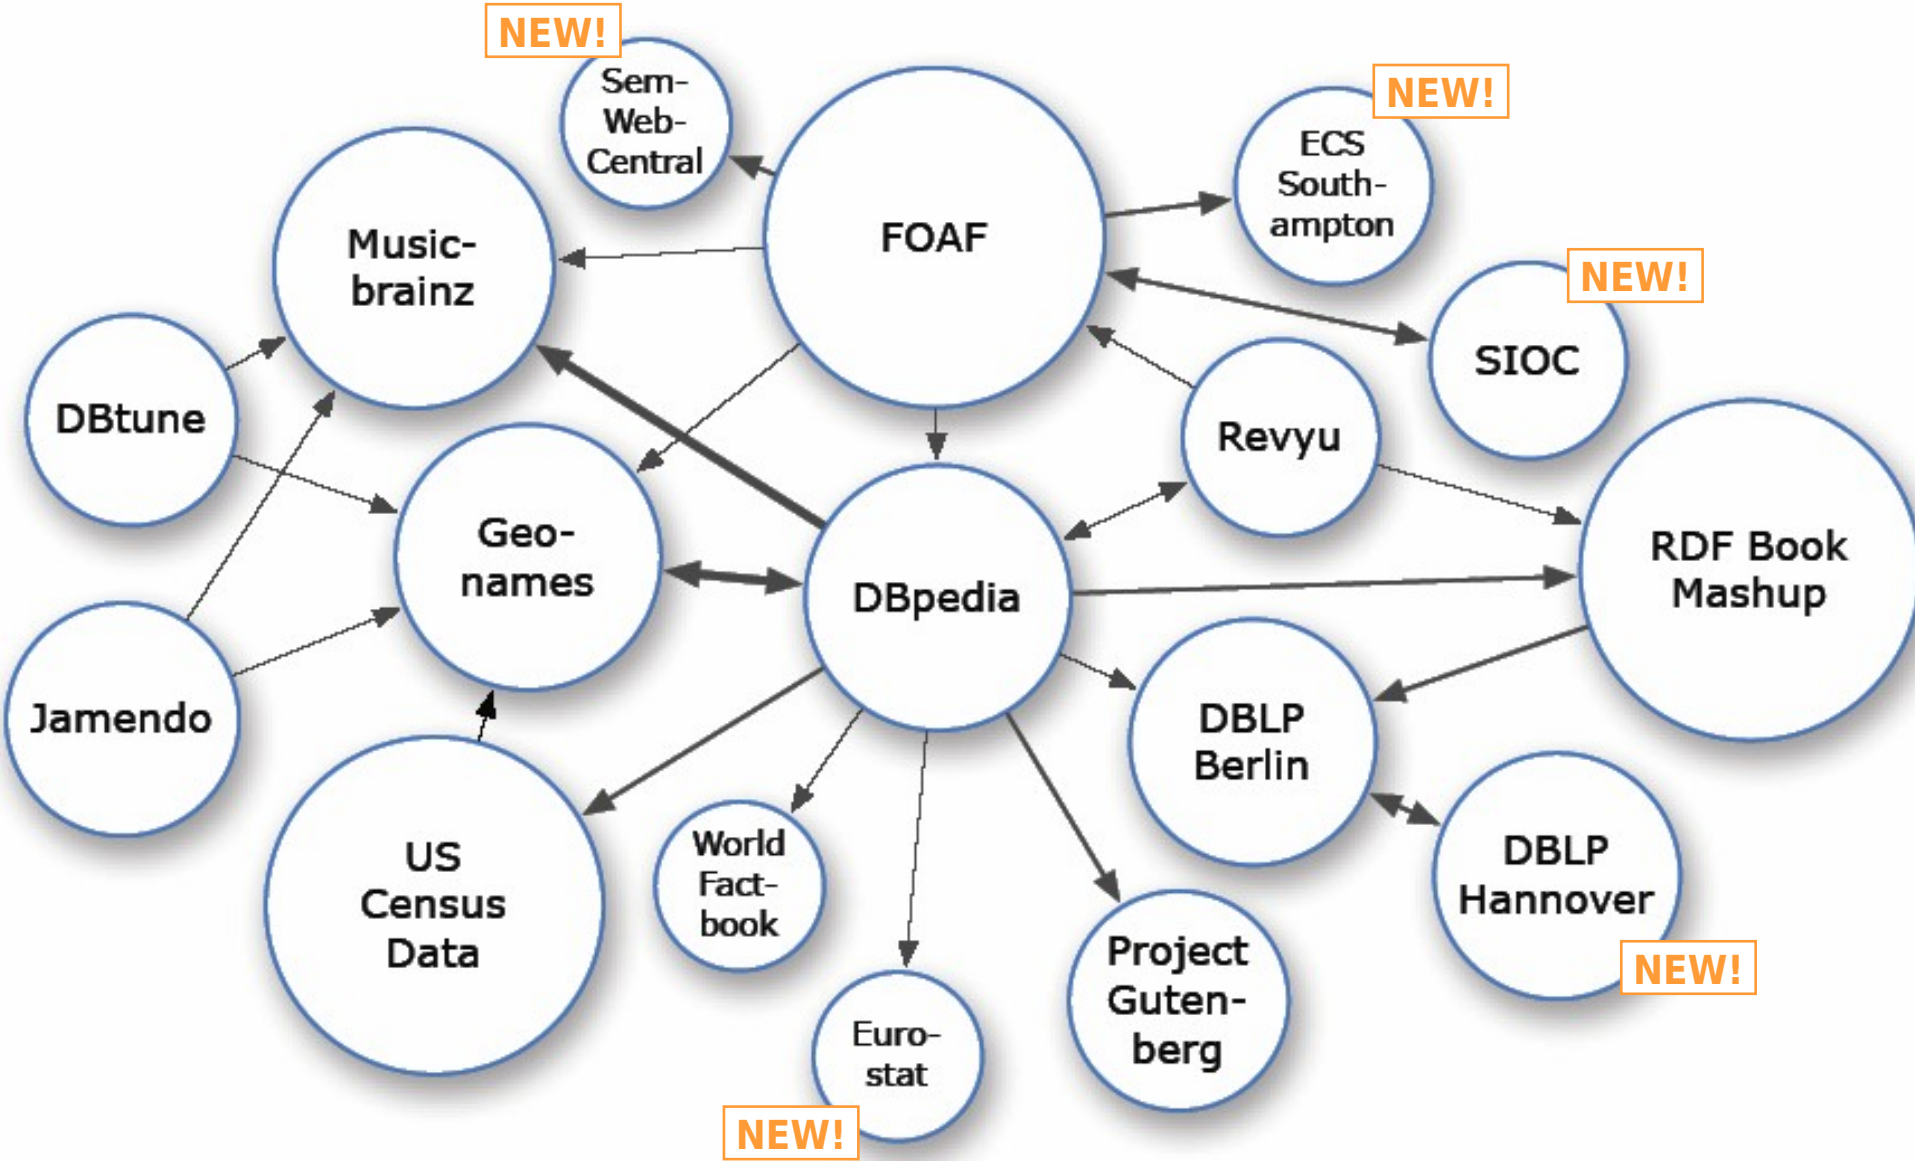 NEW!
Sem-
Web-
Central
NEW!
ECS
South-
ampton
FOAF
Music-
brainz
NEW!
SIOC
DBtune
Revyu
Geo-
names
DBpedia
RDF Book
Mashup
Jamendo
DBLP
Berlin
US
Census
Data
World
Fact-
book
DBLP
Hannover
NEW!
Project
Guten-
berg
Euro-
stat
NEW!